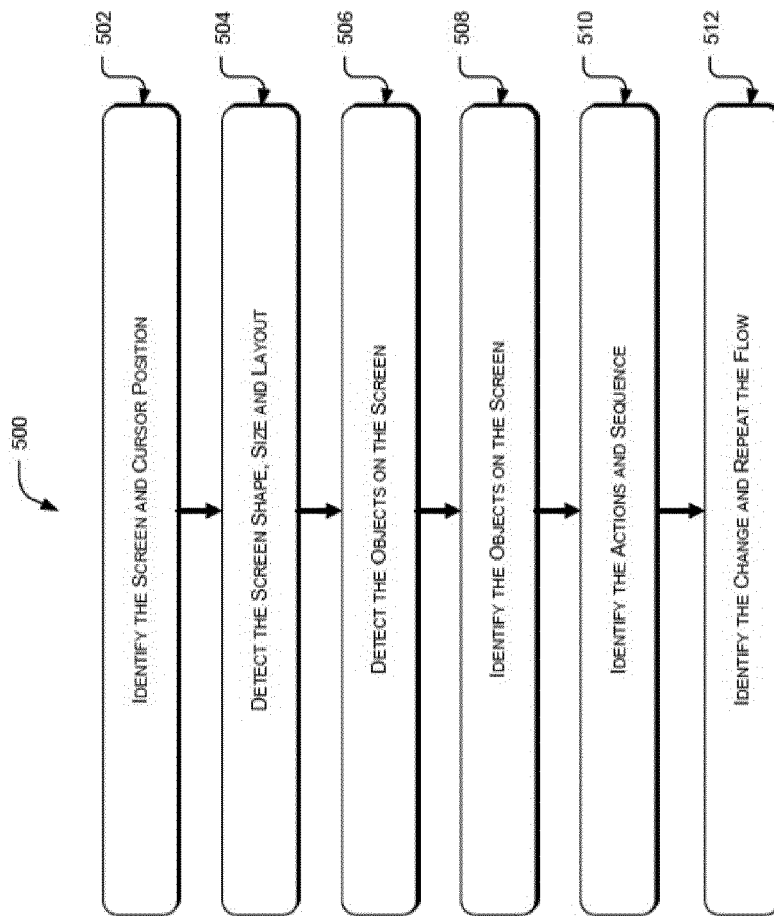 500
IDENTIFY THE SCREEN AND CURSOR POSITION
502
DETECT THE SCREEN SHAPE, SIZE AND LAYOUT
504
DETECT THE OBJECTS ON THE SCREEN
506
IDENTIFY THE OBJECTS ON THE SCREEN
508
IDENTIFY THE ACTIONS AND SEQUENCE
510
IDENTIFY THE CHANGE AND REPEAT THE FLOW
512